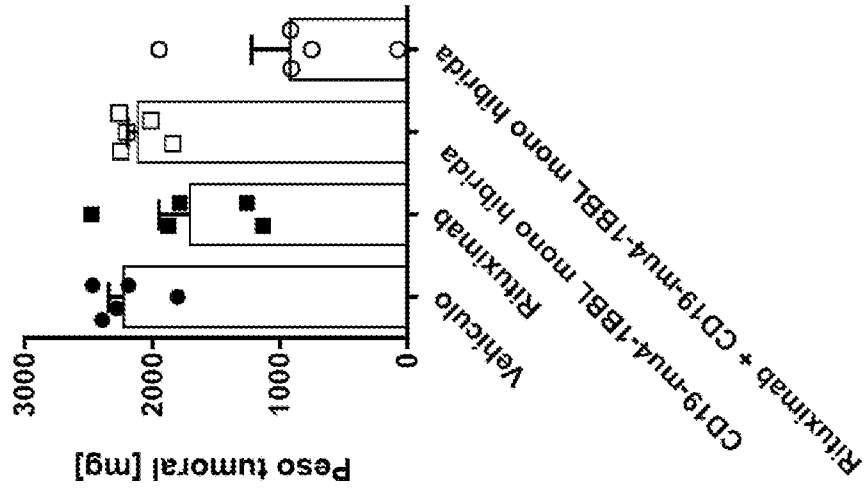 Peso tumoral [mg]
3000
2000
1000
0
Vehículo
Rituximab
CD19-mu4-1BBL mono híbrida
Rituximab + CD19-mu4-1BBL mono híbrida